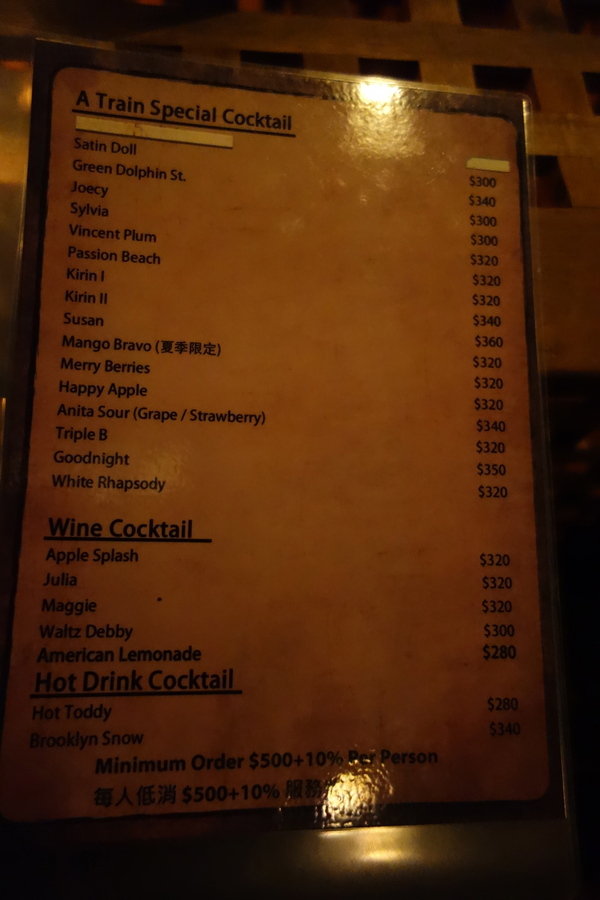 A Train Special Cocktail
Satin Doll $300
Green Dolphin St. $340
Joecy $300
Sylvia $300
Vincent Plum $320
Passion Beach $320
Kirin I $320
Kirin II $340
Susan $360
Mango Bravo (夏季限定) $320
Merry Berries $320
Happy Apple $320
Anita Sour (Grape / Strawberry) $340
Triple B $320
Goodnight $350
White Rhapsody $320
Wine Cocktail
Apple Splash $320
Julia $320
Maggie $320
Waltz Debby $300
American Lemonade $280
Hot Drink Cocktail
Hot Toddy $280
Brooklyn Snow $340
Minimum Order $500+10% Per Person
每人低消 $500+10% 服務